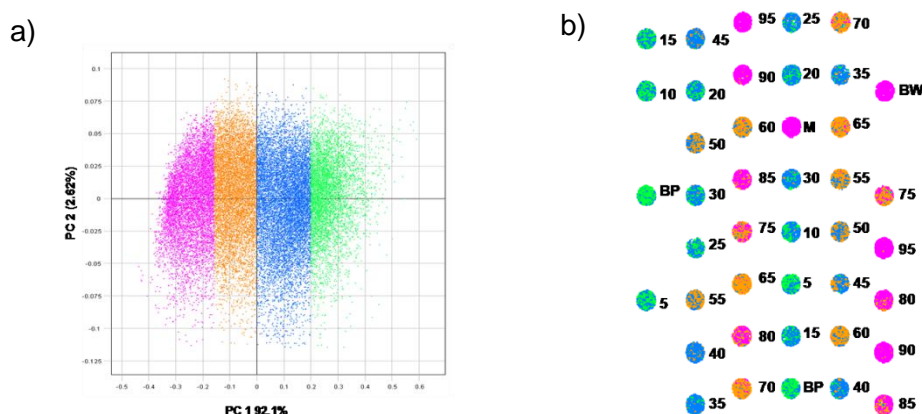 a)
0.1
0.075
0.05
0.025
0
-0.025
-0.05
-0.075
-0.1
-0.125
PC 2 (2.62%)
-0.5 -0.4 -0.3 -0.2 -0.1 0 0.1 0.2 0.3 0.4 0.5 0.6
PC 1 92.1%
b)
95 25 70
15 45
90 20 35
10 20 BW
60 M 65
50
85 30 55
BP 30 75
75 10 50
25 95
65 5 45
5 55 80
80 15 60
40 90
70 BP 40
35 85